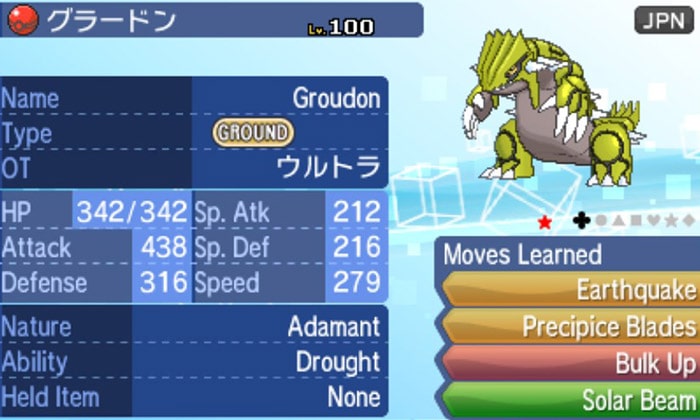 グラードン Lv.100
JPN
Name Groudon
Type GROUND
OT ウルトラ
HP 342/342 Sp. Atk 212
Attack 438 Sp. Def 216
Defense 316 Speed 279
Nature Adamant
Ability Drought
Held Item None
Moves Learned
Earthquake
Precipice Blades
Bulk Up
Solar Beam